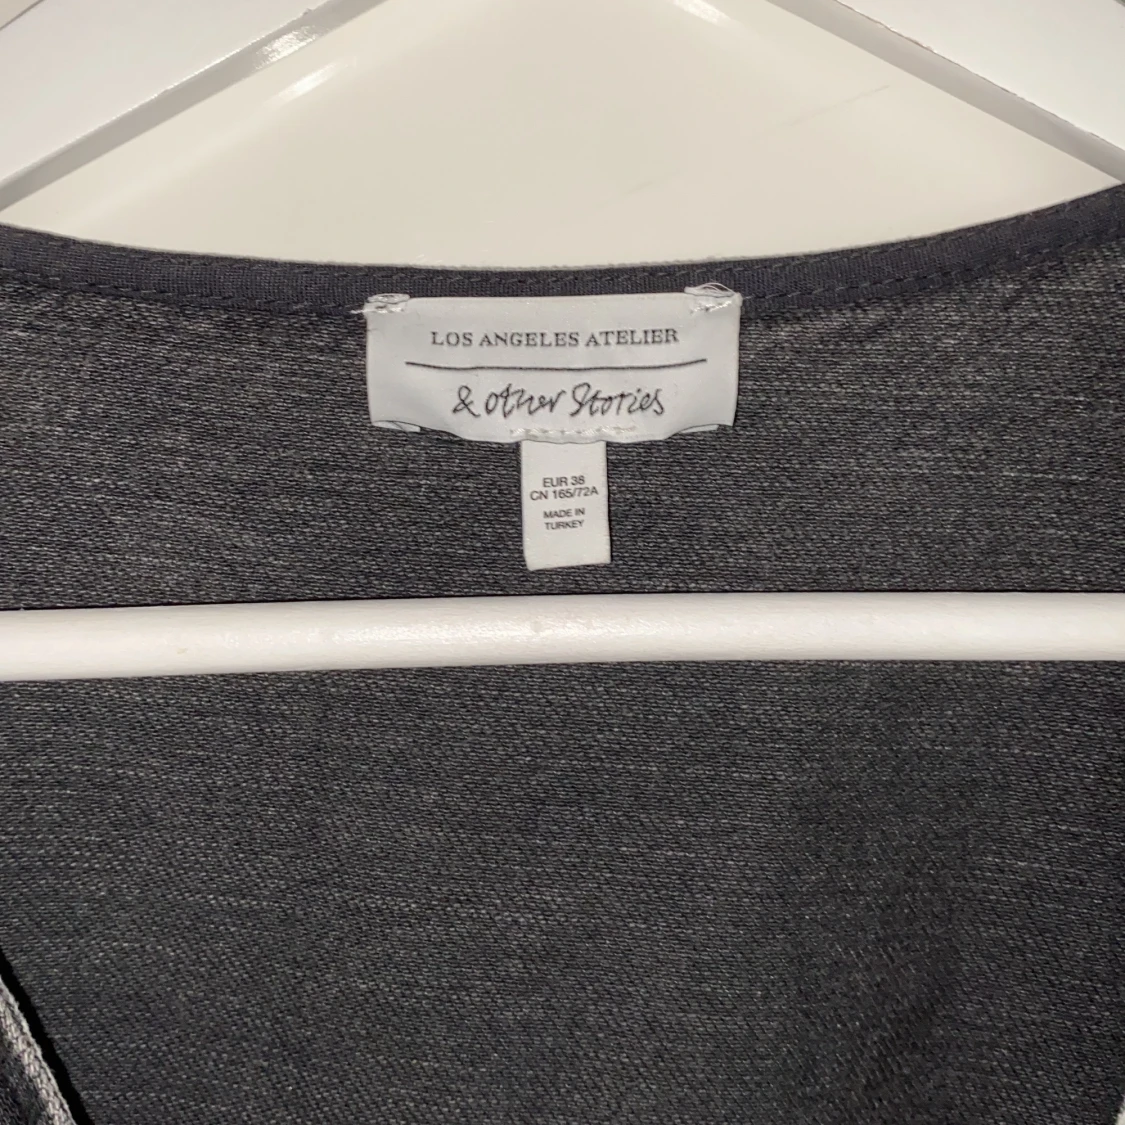 LOS ANGELES ATELIER
& other Stories
EUR 38
CN 165/72A
MADE IN
TURKEY